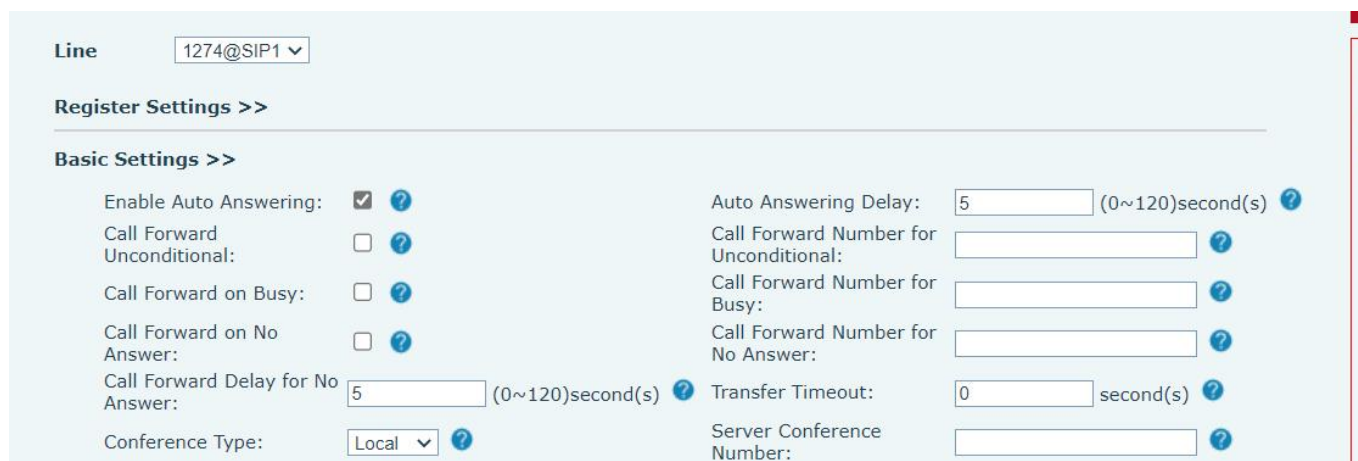 Line 1274@SIP1
Register Settings >>
Basic Settings >>
Enable Auto Answering: ? Auto Answering Delay: 5 (0~120)second(s) ?
Call Forward Unconditional: ? Call Forward Number for Unconditional: ?
Call Forward on Busy: ? Call Forward Number for Busy: ?
Call Forward on No Answer: ? Call Forward Number for No Answer: ?
Call Forward Delay for No Answer: 5 (0~120)second(s) ? Transfer Timeout: 0 second(s) ?
Conference Type: Local ? Server Conference Number: ?